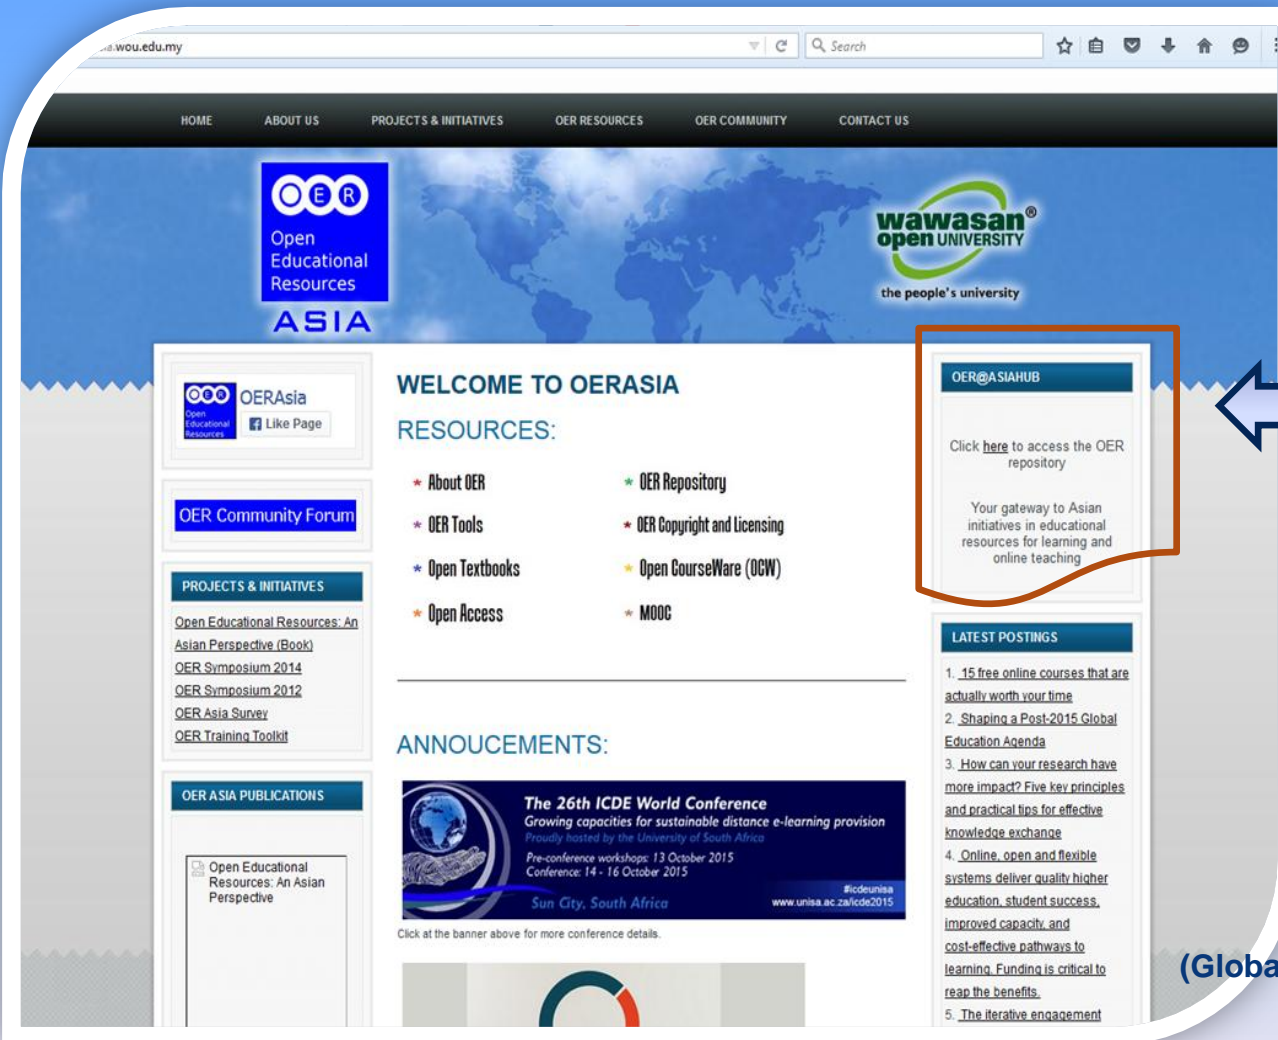 .wou.edu.my
Search
HOME ABOUT US PROJECTS & INITIATIVES OER RESOURCES OER COMMUNITY CONTACT US
OER
Open
Educational
Resources
ASIA
wawasan®
open UNIVERSITY
the people's university
OER
Open
Educational
Resources
OERAsia
Like Page
OER Community Forum
PROJECTS & INITIATIVES
Open Educational Resources: An
Asian Perspective (Book)
OER Symposium 2014
OER Symposium 2012
OER Asia Survey
OER Training Toolkit
OER ASIA PUBLICATIONS
Open Educational
Resources: An Asian
Perspective
WELCOME TO OERASIA
RESOURCES:
* About OER
* OER Repository
* OER Tools
* OER Copyright and Licensing
* Open Textbooks
* Open CourseWare (OCW)
* Open Access
* MOOC
ANNOUCEMENTS:
The 26th ICDE World Conference
Growing capacities for sustainable distance e-learning provision
Proudly hosted by the University of South Africa
Pre-conference workshops: 13 October 2015
Conference: 14 - 16 October 2015
#icdeunisa
Sun City, South Africa
www.unisa.ac.za/icde2015
Click at the banner above for more conference details.
OER@ASIAHUB
Click here to access the OER
repository
Your gateway to Asian
initiatives in educational
resources for learning and
online teaching
LATEST POSTINGS
1. 15 free online courses that are
actually worth your time
2. Shaping a Post-2015 Global
Education Agenda
3. How can your research have
more impact? Five key principles
and practical tips for effective
knowledge exchange
4. Online, open and flexible
systems deliver quality higher
education, student success,
improved capacity, and
cost-effective pathways to
learning. Funding is critical to
reap the benefits.
5. The iterative engagement
(Globa